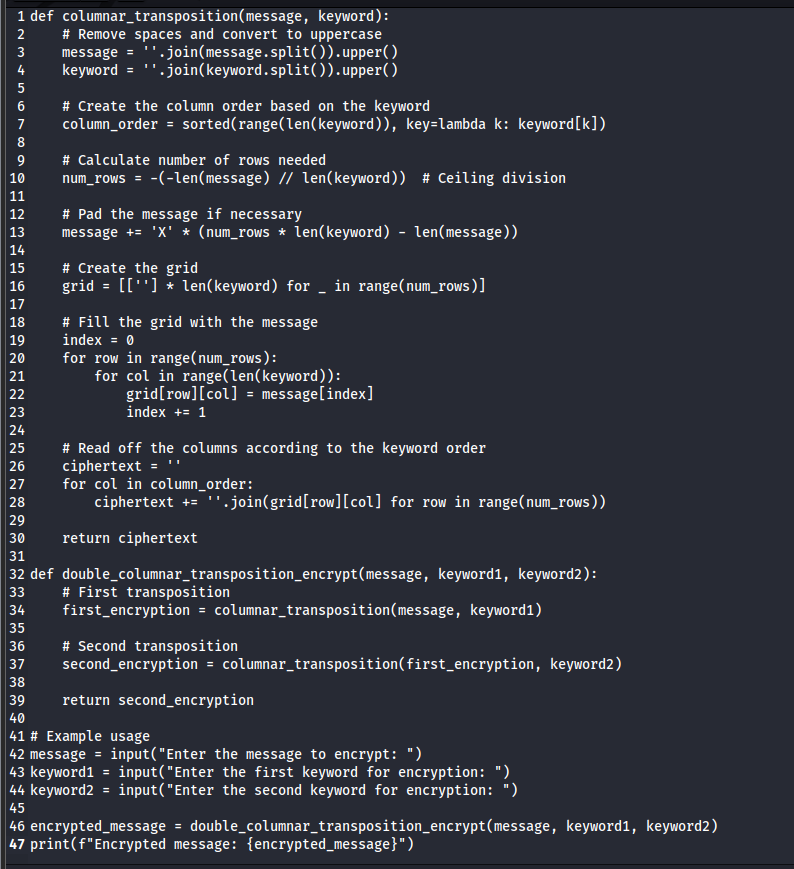 1 def columnar_transposition(message, keyword):
2     # Remove spaces and convert to uppercase
3     message = ''.join(message.split()).upper()
4     keyword = ''.join(keyword.split()).upper()
5
6     # Create the column order based on the keyword
7     column_order = sorted(range(len(keyword)), key=lambda k: keyword[k])
8
9     # Calculate number of rows needed
10     num_rows = -(-len(message) // len(keyword))  # Ceiling division
11
12     # Pad the message if necessary
13     message += 'X' * (num_rows * len(keyword) - len(message))
14
15     # Create the grid
16     grid = [[''] * len(keyword) for _ in range(num_rows)]
17
18     # Fill the grid with the message
19     index = 0
20     for row in range(num_rows):
21         for col in range(len(keyword)):
22             grid[row][col] = message[index]
23             index += 1
24
25     # Read off the columns according to the keyword order
26     ciphertext = ''
27     for col in column_order:
28         ciphertext += ''.join(grid[row][col] for row in range(num_rows))
29
30     return ciphertext
31
32 def double_columnar_transposition_encrypt(message, keyword1, keyword2):
33     # First transposition
34     first_encryption = columnar_transposition(message, keyword1)
35
36     # Second transposition
37     second_encryption = columnar_transposition(first_encryption, keyword2)
38
39     return second_encryption
40
41 # Example usage
42 message = input("Enter the message to encrypt: ")
43 keyword1 = input("Enter the first keyword for encryption: ")
44 keyword2 = input("Enter the second keyword for encryption: ")
45
46 encrypted_message = double_columnar_transposition_encrypt(message, keyword1, keyword2)
47 print(f"Encrypted message: {encrypted_message}")